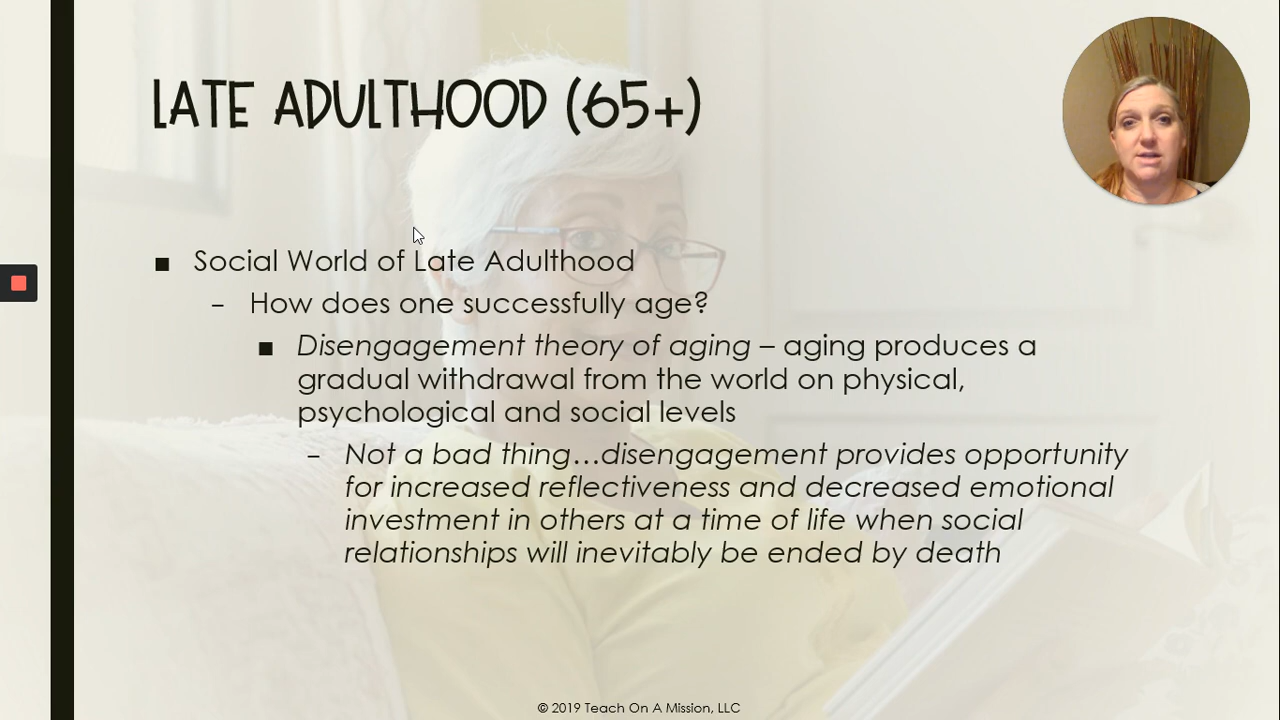 LATE ADULTHOOD (65+)
■ Social World of Late Adulthood
– How does one successfully age?
■ Disengagement theory of aging – aging produces a
gradual withdrawal from the world on physical,
psychological and social levels
– Not a bad thing…disengagement provides opportunity
for increased reflectiveness and decreased emotional
investment in others at a time of life when social
relationships will inevitably be ended by death
© 2019 Teach On A Mission, LLC